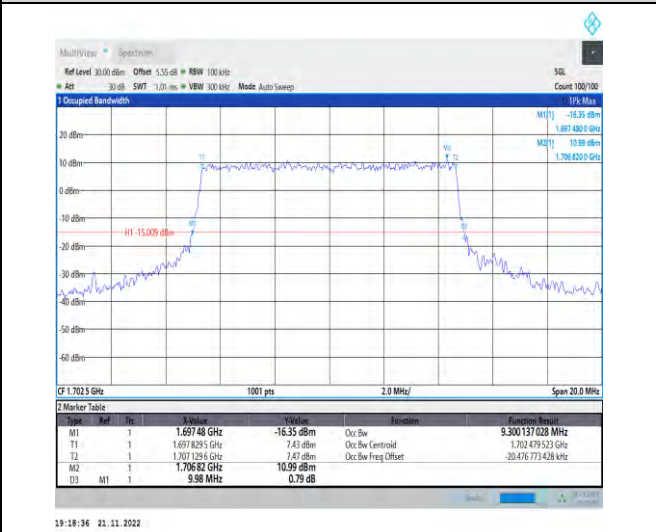 MultiView Spectrum
Ref Level 30.00 dBm Offset 5.55 dB RBW 100 kHz SGL
Att 30 dB SWT 1.01 ms VBW 300 kHz Mode Auto Sweep Count 100/100
1 Occupied Bandwidth 1Pk Max
M1[1] -16.35 dBm
1.697 480 0 GHz
M2[1] 10.99 dBm
1.706 820 0 GHz
20 dBm
M2
T1 T2
10 dBm
0 dBm
-10 dBm
M1 D3
H1 -15.009 dBm
-20 dBm
-30 dBm
-40 dBm
-50 dBm
-60 dBm
CF 1.702 5 GHz 1001 pts 2.0 MHz/ Span 20.0 MHz
2 Marker Table
Type Ref Trc X-Value Y-Value Function Function Result
M1 1 1.697 48 GHz -16.35 dBm Occ Bw 9.300 137 028 MHz
T1 1 1.697 829 5 GHz 7.43 dBm Occ Bw Centroid 1.702 479 523 GHz
T2 1 1.707 129 6 GHz 7.47 dBm Occ Bw Freq Offset -20.476 773 428 kHz
M2 1 1.706 82 GHz 10.99 dBm
D3 M1 1 9.98 MHz 0.79 dB
19:18:36 21.11.2022